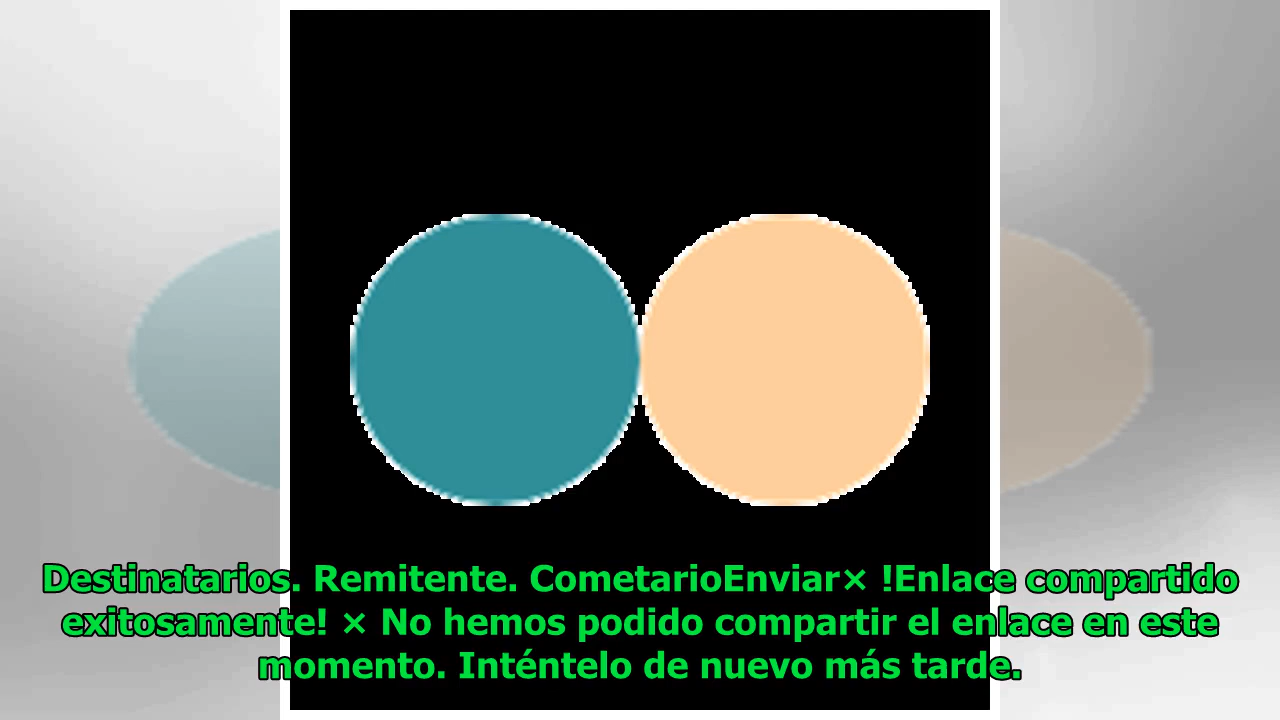 Destinatarios. Remitente. CometarioEnviar× !Enlace compartido
exitosamente! × No hemos podido compartir el enlace en este
momento. Inténtelo de nuevo más tarde.